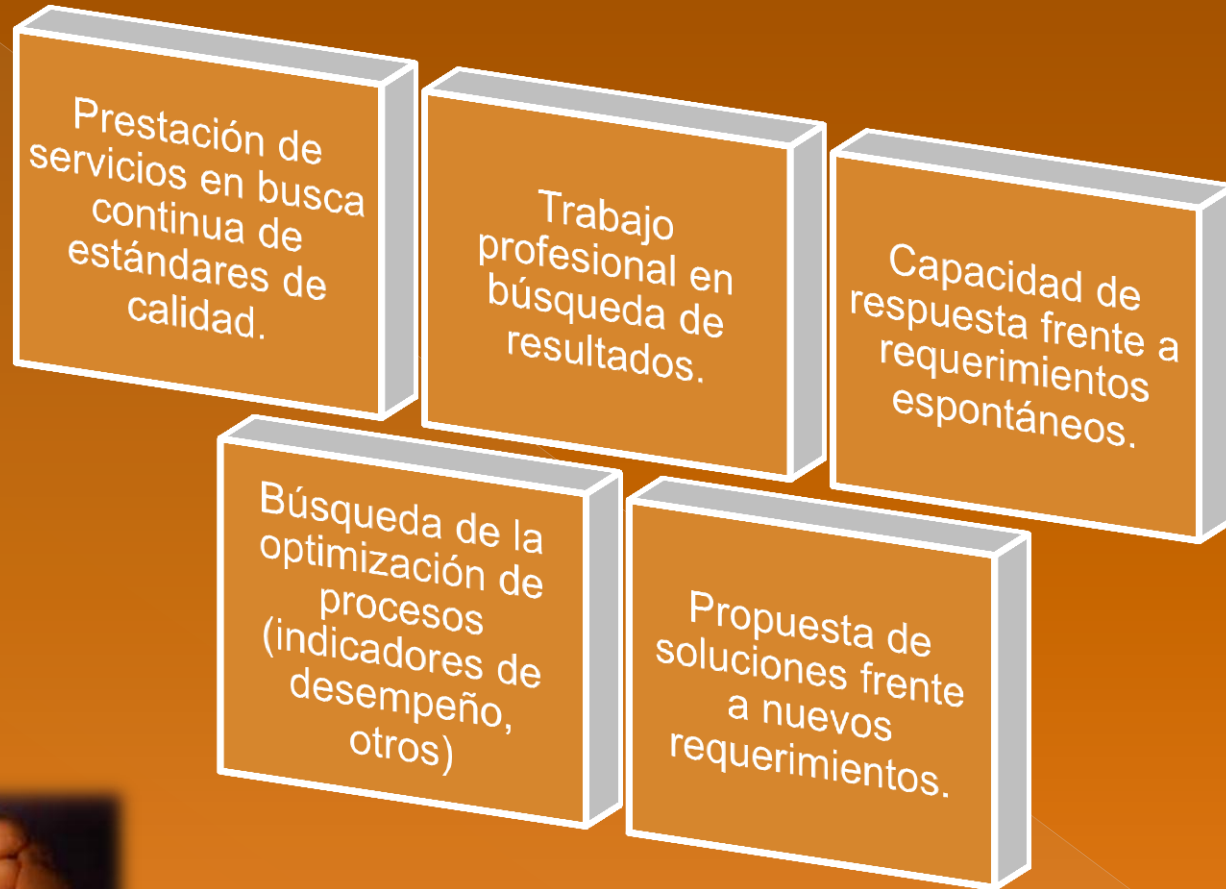 Prestación de
servicios en busca
continua de
estándares de
calidad.
Trabajo
profesional en
búsqueda de
resultados.
Capacidad de
respuesta frente a
requerimientos
espontáneos.
Búsqueda de la
optimización de
procesos
(indicadores de
desempeño,
otros)
Propuesta de
soluciones frente
a nuevos
requerimientos.